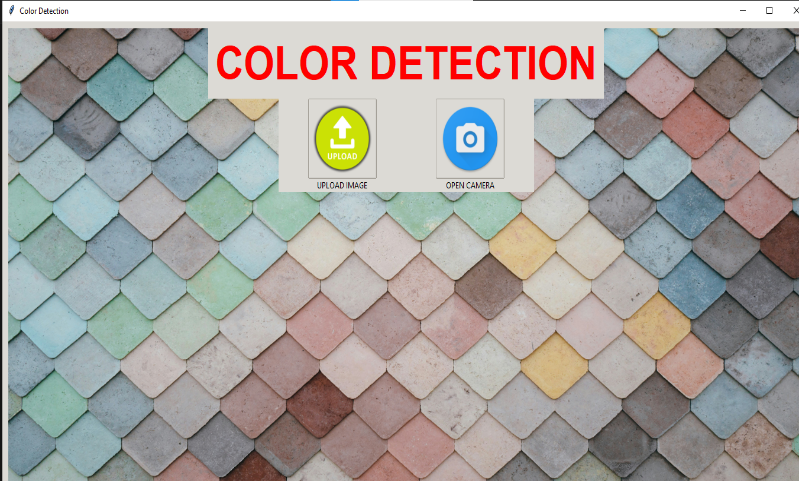 Color Detection
COLOR DETECTION
UPLOAD
UPLOAD IMAGE
OPEN CAMERA